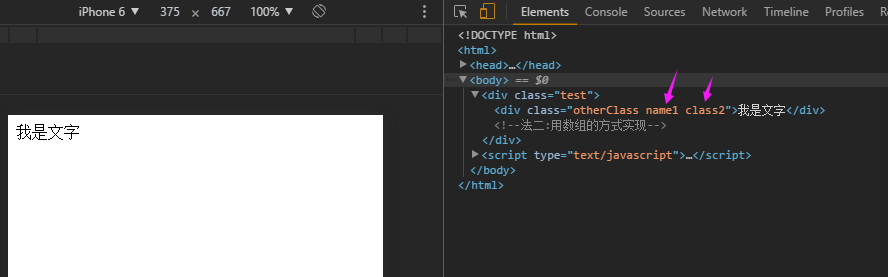 iPhone 6 ▼ 375 × 667 100% ▼
Elements Console Sources Network Timeline Profiles R
<!DOCTYPE html>
<html>
▶<head>…</head>
▼<body> == $0
▼<div class="test">
<div class="otherClass name1 class2">我是文字</div>
<!--法二:用数组的方式实现-->
</div>
▶<script type="text/javascript">…</script>
</body>
</html>
我是文字